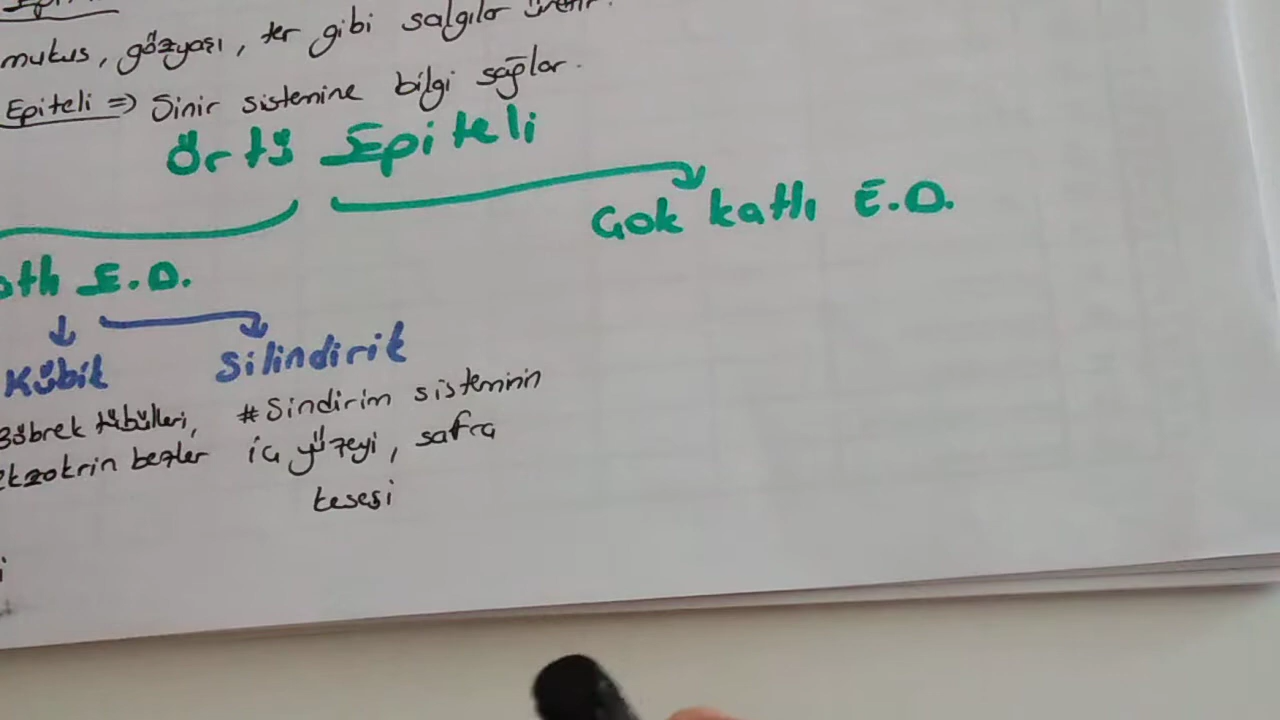 mukus, gözyaşı, ter gibi salgılar üretir.
Epiteli => Sinir sistemine bilgi sağlar.
Örtü Epiteli
Çok katlı E.D.
E.D.
Kübik
Silindirik
Böbrek tübülleri,
ekzokrin bezler
# Sindirim sisteminin
iç yüzeyi, safra
kesesi